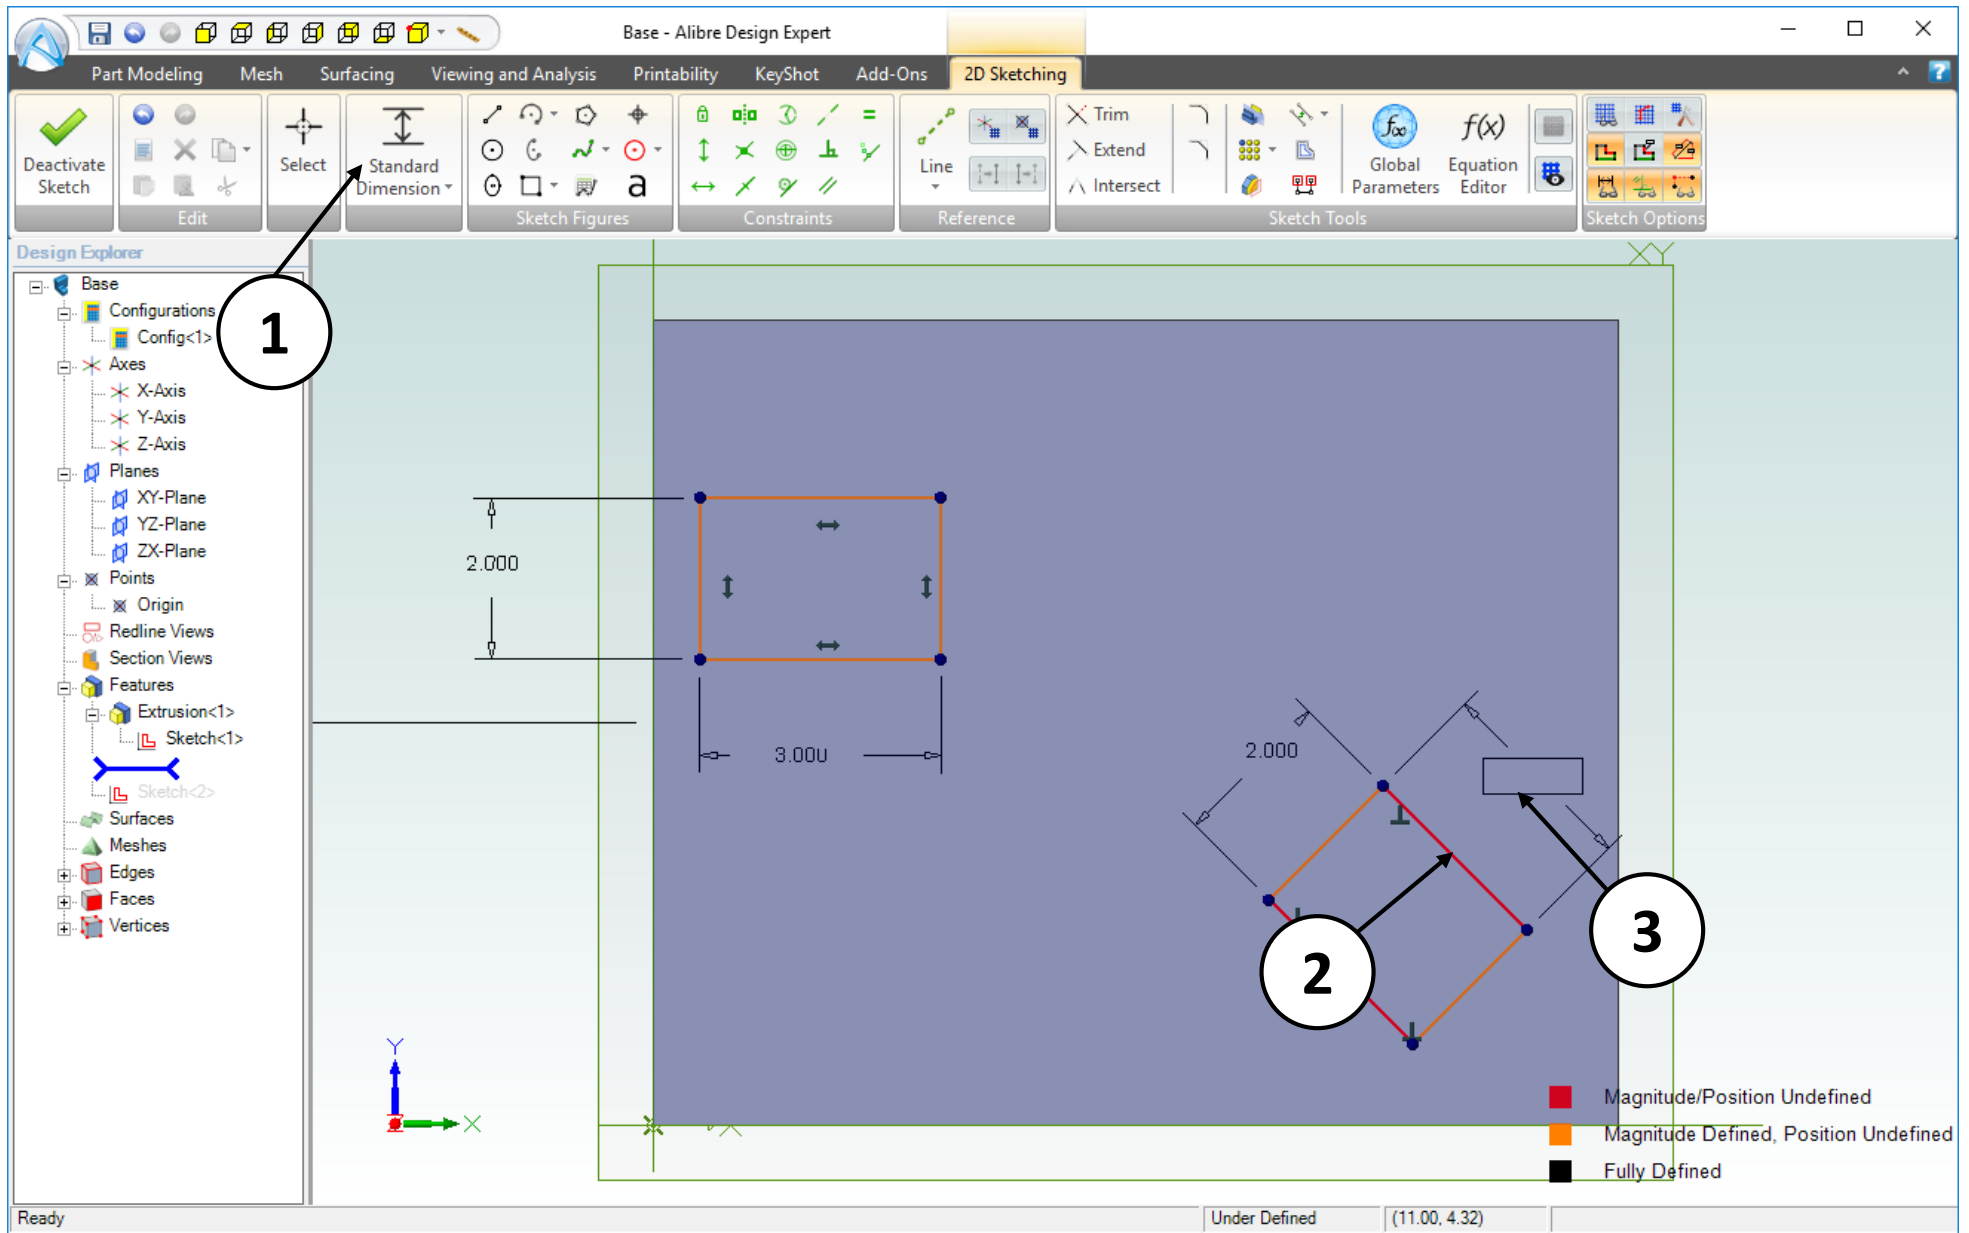 Base - Alibre Design Expert
Part Modeling Mesh Surfacing Viewing and Analysis Printability KeyShot Add-Ons 2D Sketching
Deactivate Sketch
Edit
Select
Standard Dimension
Sketch Figures
a
Constraints
Line
Reference
Trim
Extend
Intersect
Sketch Tools
f∞
Global Parameters
f(x)
Equation Editor
Sketch Options
Design Explorer
Base
Configurations
Config<1>
Axes
X-Axis
Y-Axis
Z-Axis
Planes
XY-Plane
YZ-Plane
ZX-Plane
Points
Origin
Redline Views
Section Views
Features
Extrusion<1>
Sketch<1>
Sketch<2>
Surfaces
Meshes
Edges
Faces
Vertices
1
XY
2.000
3.000
2.000
2
3
Y
X
X
Magnitude/Position Undefined
Magnitude Defined, Position Undefined
Fully Defined
Ready
Under Defined
(11.00, 4.32)